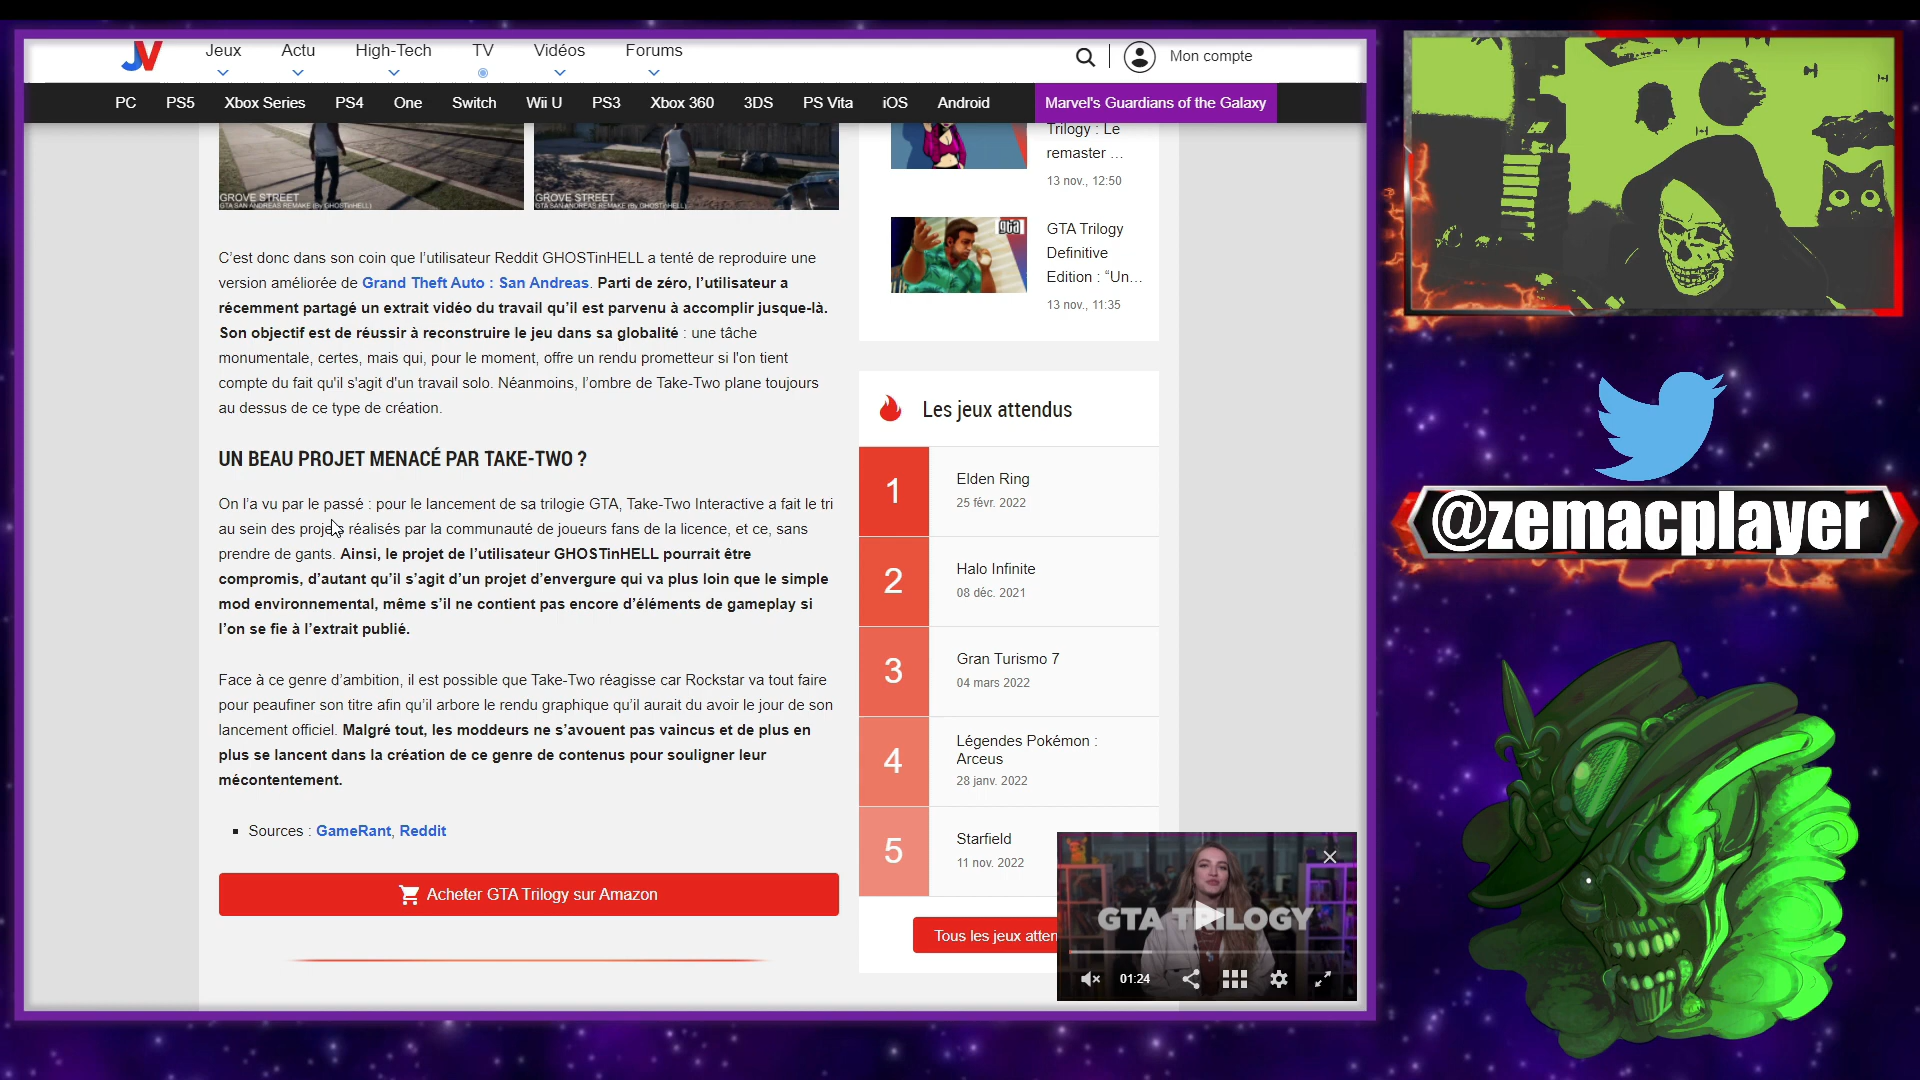 JV
Jeux Actu High-Tech TV Vidéos Forums
Mon compte
PC PS5 Xbox Series PS4 One Switch Wii U PS3 Xbox 360 3DS PS Vita iOS Android Marvel's Guardians of the Galaxy
GROVE STREET
GTA SAN ANDREAS REMAKE (By GHOSTinHELL)
GROVE STREET
GTA SAN ANDREAS REMAKE (By GHOSTinHELL)
C’est donc dans son coin que l’utilisateur Reddit GHOSTinHELL a tenté de reproduire une
version améliorée de Grand Theft Auto : San Andreas. Parti de zéro, l’utilisateur a
récemment partagé un extrait vidéo du travail qu’il est parvenu à accomplir jusque-là.
Son objectif est de réussir à reconstruire le jeu dans sa globalité : une tâche
monumentale, certes, mais qui, pour le moment, offre un rendu prometteur si l'on tient
compte du fait qu'il s'agit d'un travail solo. Néanmoins, l’ombre de Take-Two plane toujours
au dessus de ce type de création.
UN BEAU PROJET MENACÉ PAR TAKE-TWO ?
On l’a vu par le passé : pour le lancement de sa trilogie GTA, Take-Two Interactive a fait le tri
au sein des projets réalisés par la communauté de joueurs fans de la licence, et ce, sans
prendre de gants. Ainsi, le projet de l’utilisateur GHOSTinHELL pourrait être
compromis, d’autant qu’il s’agit d’un projet d’envergure qui va plus loin que le simple
mod environnemental, même s’il ne contient pas encore d’éléments de gameplay si
l’on se fie à l’extrait publié.
Face à ce genre d’ambition, il est possible que Take-Two réagisse car Rockstar va tout faire
pour peaufiner son titre afin qu’il arbore le rendu graphique qu’il aurait du avoir le jour de son
lancement officiel. Malgré tout, les moddeurs ne s’avouent pas vaincus et de plus en
plus se lancent dans la création de ce genre de contenus pour souligner leur
mécontentement.
Sources : GameRant, Reddit
Acheter GTA Trilogy sur Amazon
Trilogy : Le
remaster ...
13 nov., 12:50
gta
GTA Trilogy
Definitive
Edition : “Un...
13 nov., 11:35
Les jeux attendus
1
Elden Ring
25 févr. 2022
2
Halo Infinite
08 déc. 2021
3
Gran Turismo 7
04 mars 2022
4
Légendes Pokémon :
Arceus
28 janv. 2022
5
Starfield
11 nov. 2022
Tous les jeux atten
GTA TRILOGY
01:24
@zemacplayer